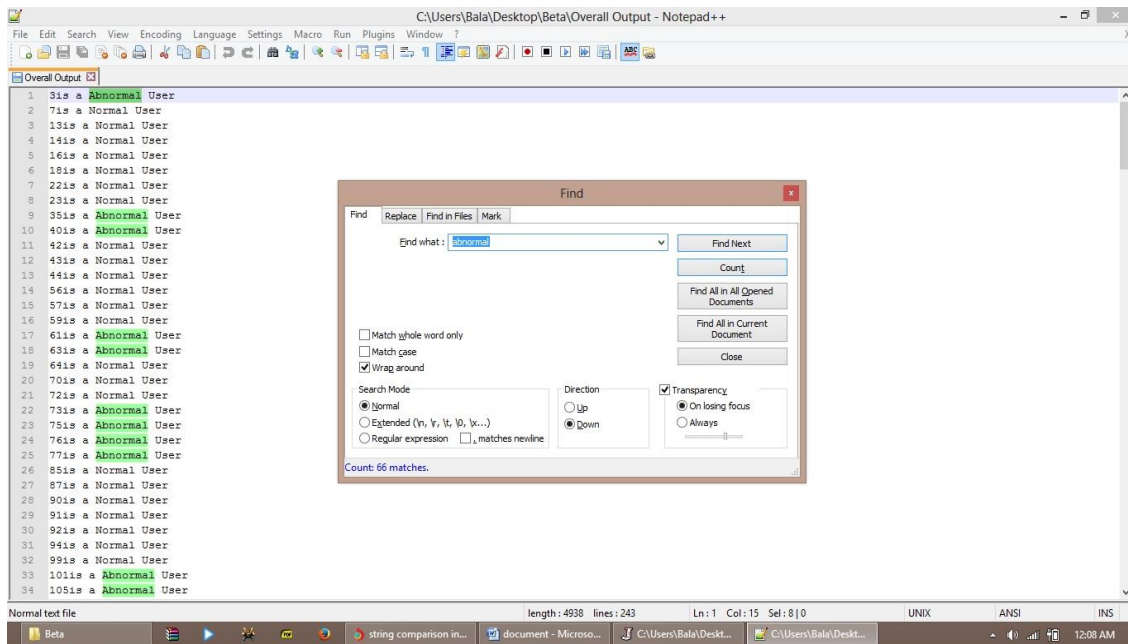 C:\Users\Bala\Desktop\Beta\Overall Output - Notepad++
File Edit Search View Encoding Language Settings Macro Run Plugins Window ?
Overall Output
1 3is a Abnormal User
2 7is a Normal User
3 13is a Normal User
4 14is a Normal User
5 16is a Normal User
6 18is a Normal User
7 22is a Normal User
8 23is a Normal User
9 35is a Abnormal User
10 40is a Abnormal User
11 42is a Normal User
12 43is a Normal User
13 44is a Normal User
14 56is a Normal User
15 57is a Normal User
16 59is a Normal User
17 61is a Abnormal User
18 63is a Abnormal User
19 64is a Normal User
20 70is a Normal User
21 72is a Normal User
22 73is a Abnormal User
23 75is a Abnormal User
24 76is a Abnormal User
25 77is a Abnormal User
26 85is a Normal User
27 87is a Normal User
28 90is a Normal User
29 91is a Normal User
30 92is a Normal User
31 94is a Normal User
32 99is a Normal User
33 101is a Abnormal User
34 105is a Abnormal User
Find
Find Replace Find in Files Mark
Find what : abnormal
Find Next
Count
Find All in All Opened
Documents
Find All in Current
Document
Close
Match whole word only
Match case
Wrap around
Search Mode
Normal
Extended (\n, \r, \t, \0, \x...)
Regular expression . matches newline
Direction
Up
Down
Transparency
On losing focus
Always
Count: 66 matches.
Normal text file length : 4938 lines : 243 Ln : 1 Col : 15 Sel : 8 | 0 UNIX ANSI INS
Beta string comparison in... document - Microso... C:\Users\Bala\Deskt... C:\Users\Bala\Deskt... 12:08 AM